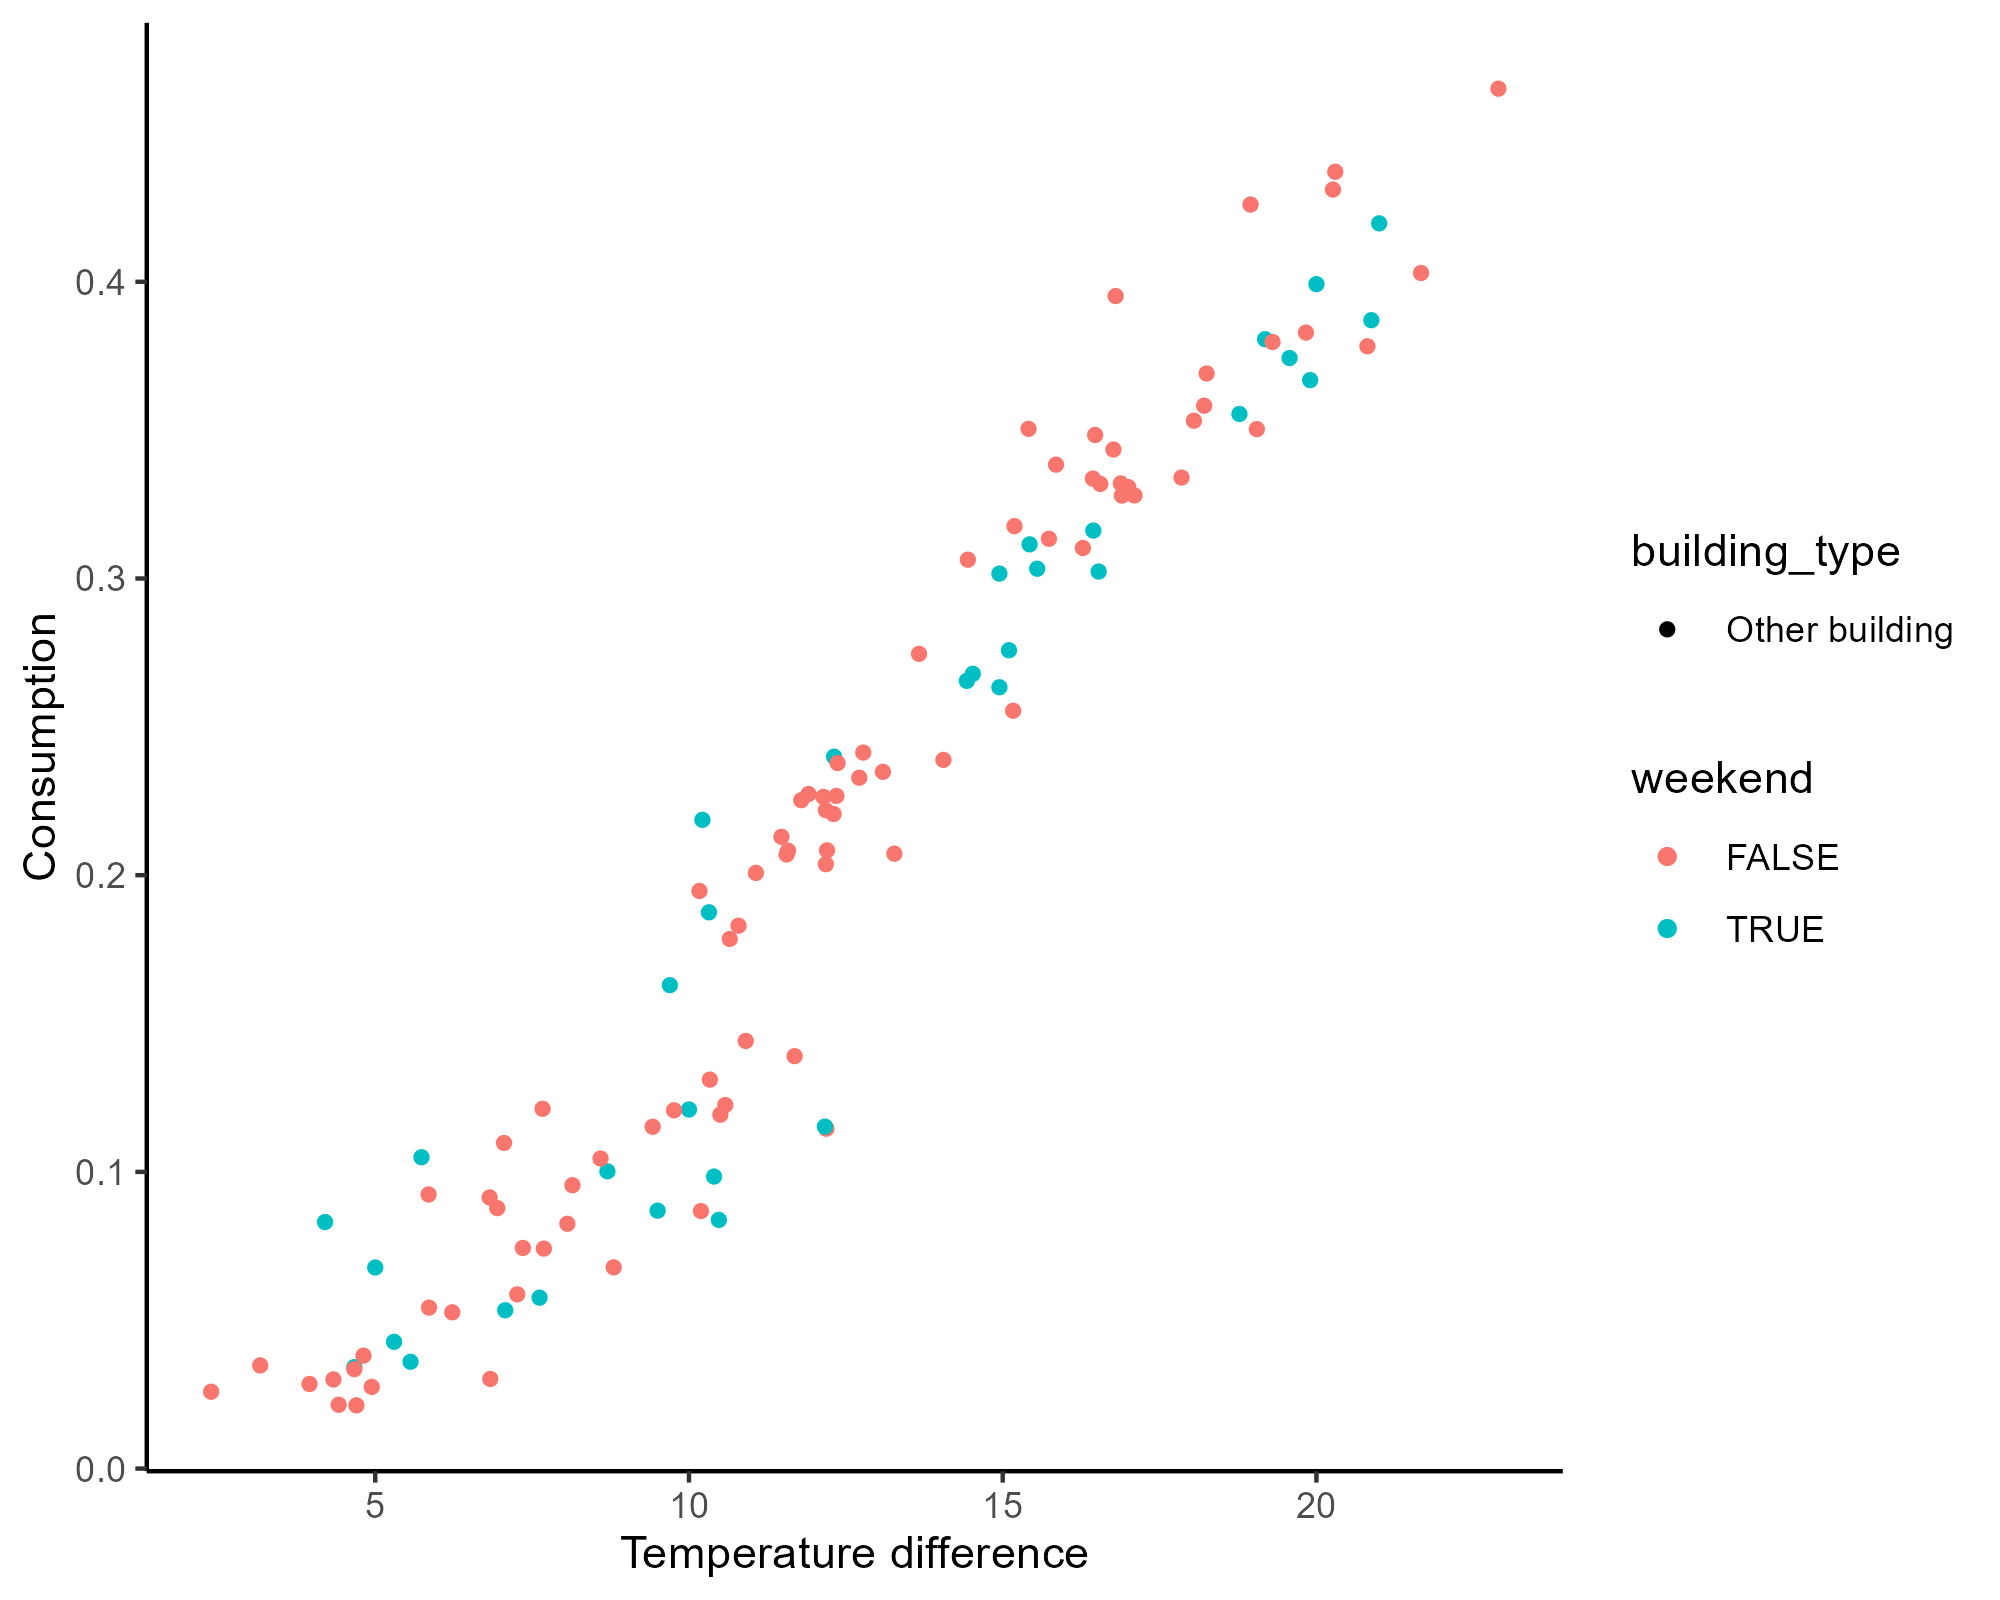 0.4
0.3
0.2
0.1
0.0
Consumption
5 10 15 20
Temperature difference
building_type
Other building
weekend
FALSE
TRUE